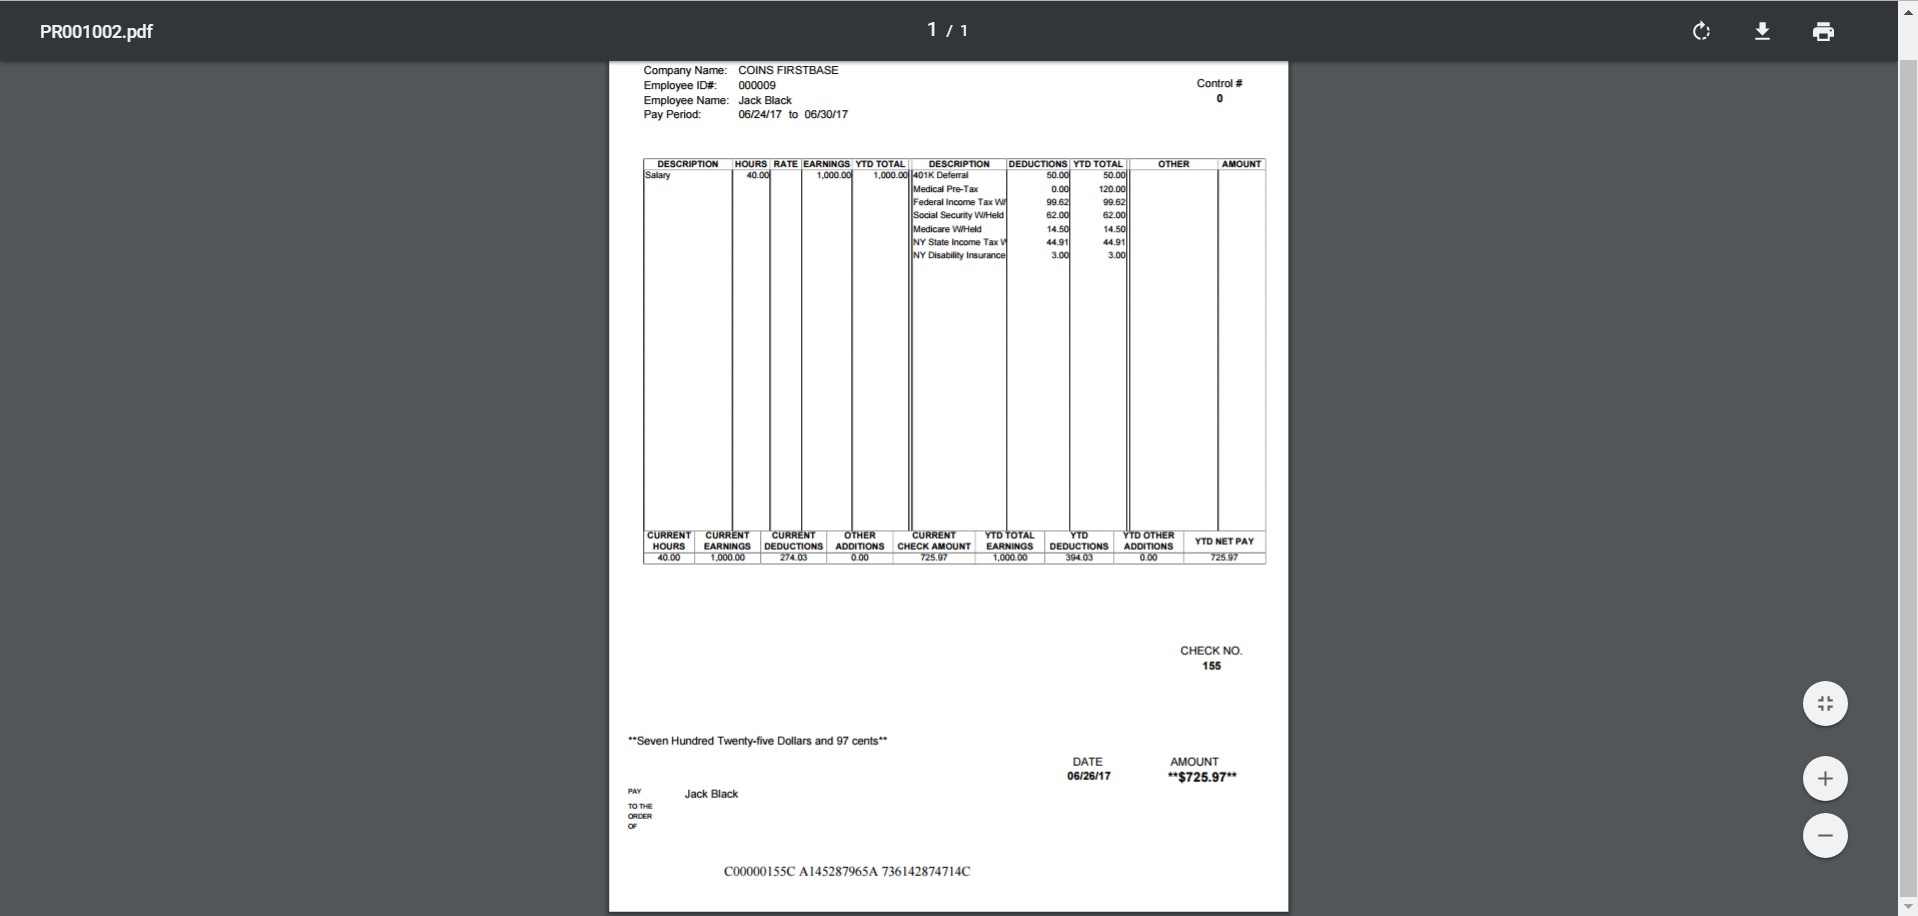 PR001002.pdf
1 / 1
Company Name: COINS FIRSTBASE
Employee ID#: 000009
Employee Name: Jack Black
Pay Period: 06/24/17 to 06/30/17
Control #
0
DESCRIPTION HOURS RATE EARNINGS YTD TOTAL DESCRIPTION DEDUCTIONS YTD TOTAL OTHER AMOUNT
Salary 40.00 1,000.00 1,000.00 401K Deferral 50.00 50.00
Medical Pre-Tax 0.00 120.00
Federal Income Tax W/ 99.62 99.62
Social Security W/Held 62.00 62.00
Medicare W/Held 14.50 14.50
NY State Income Tax W 44.91 44.91
NY Disability Insurance 3.00 3.00
CURRENT HOURS CURRENT EARNINGS CURRENT DEDUCTIONS OTHER ADDITIONS CURRENT CHECK AMOUNT YTD TOTAL EARNINGS YTD DEDUCTIONS YTD OTHER ADDITIONS YTD NET PAY
40.00 1,000.00 274.03 0.00 725.97 1,000.00 394.03 0.00 725.97
CHECK NO.
155
**Seven Hundred Twenty-five Dollars and 97 cents**
DATE AMOUNT
06/26/17 **$725.97**
PAY Jack Black
TO THE
ORDER
OF
C00000155C A145287965A 736142874714C